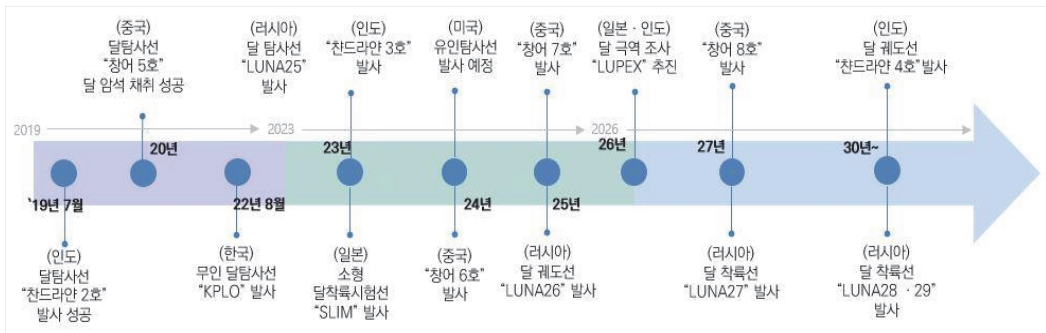 (중국)
달탐사선
“창어 5호”
달 암석 채취 성공
(러시아)
달 탐사선
“LUNA25”
발사
(인도)
“찬드라얀 3호”
발사
(미국)
유인탐사선
발사 예정
(중국)
“창어 7호”
발사
(일본 · 인도)
달 극역 조사
“LUPEX” 추진
(중국)
“창어 8호”
발사
(인도)
달 궤도선
“찬드라얀 4호”발사
2019
2023
2026
‘19년 7월
20년
22년 8월
23년
24년
25년
26년
27년
30년~
(인도)
달탐사선
“찬드라얀 2호”
발사 성공
(한국)
무인 달탐사선
“KPLO” 발사
(일본)
소형
달착륙시험선
“SLIM” 발사
(중국)
“창어 6호”
발사
(러시아)
달 궤도선
“LUNA26” 발사
(러시아)
달 착륙선
“LUNA27” 발사
(러시아)
달 착륙선
“LUNA28 · 29”
발사